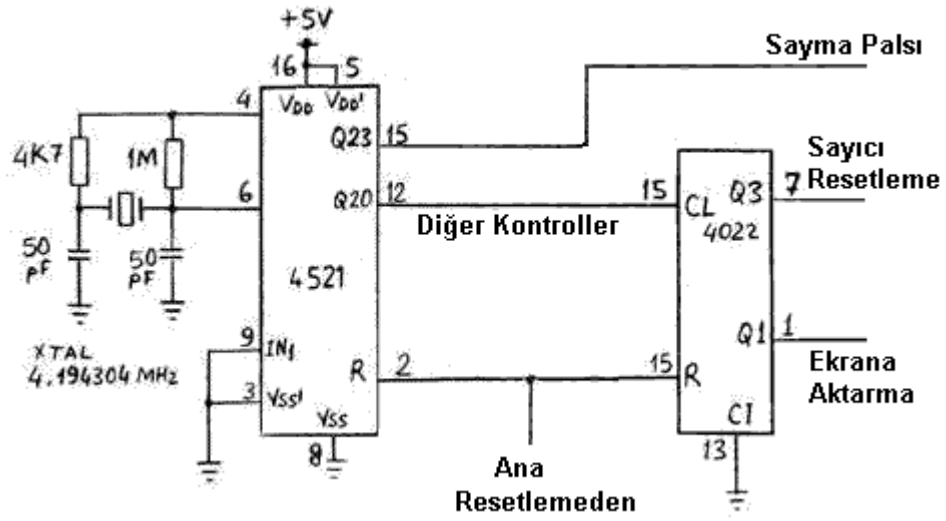 +5V
16
5
Sayma Palsı
4
VDD
VDD'
Q23
15
4K7
1M
Sayıcı
Resetleme
6
Q20
12
15
CL
Q3
7
Diğer Kontroller
4022
50
pF
50
pF
4521
9
IN1
Q1
1
XTAL
4.194304 MHz
R
2
15
R
Ekrana
Aktarma
3
VSS'
VSS
CI
8
13
Ana
Resetlemeden